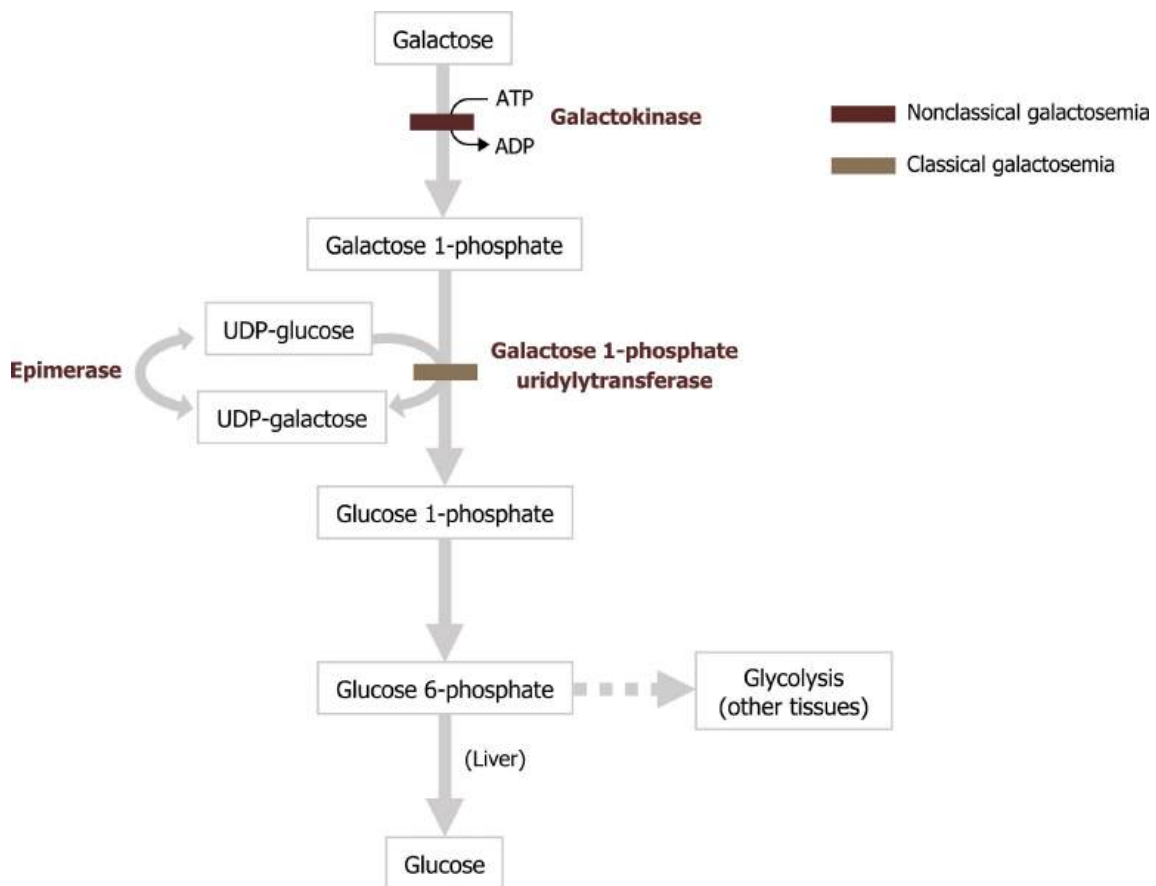 Galactose
ATP
Galactokinase
ADP
Nonclassical galactosemia
Classical galactosemia
Galactose 1-phosphate
UDP-glucose
Epimerase
Galactose 1-phosphate
uridylytransferase
UDP-galactose
Glucose 1-phosphate
Glucose 6-phosphate
Glycolysis
(other tissues)
(Liver)
Glucose